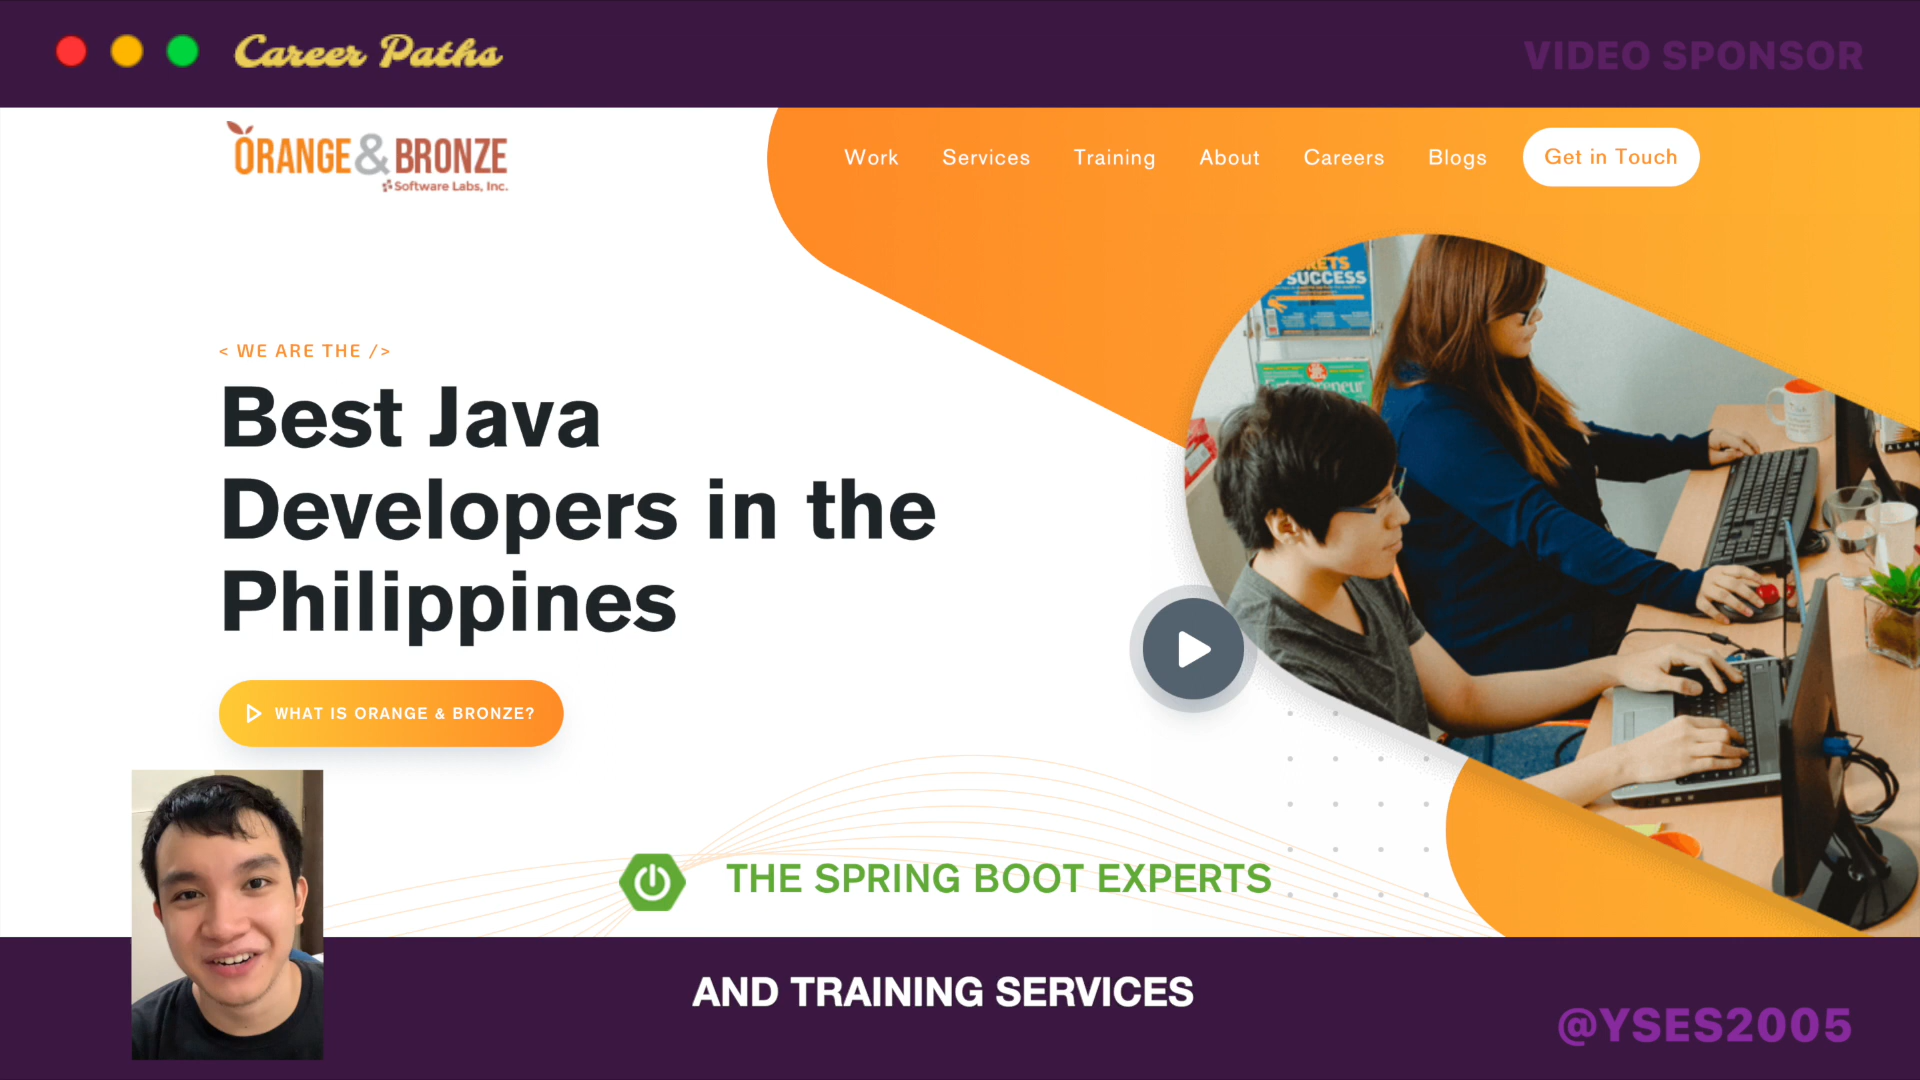 Career Paths
VIDEO SPONSOR
ORANGE & BRONZE
Software Labs, Inc.
Work Services Training About Careers Blogs Get in Touch
SUCCESS
< WE ARE THE />
Best Java
Developers in the
Philippines
WHAT IS ORANGE & BRONZE?
THE SPRING BOOT EXPERTS
AND TRAINING SERVICES
@YSES2005